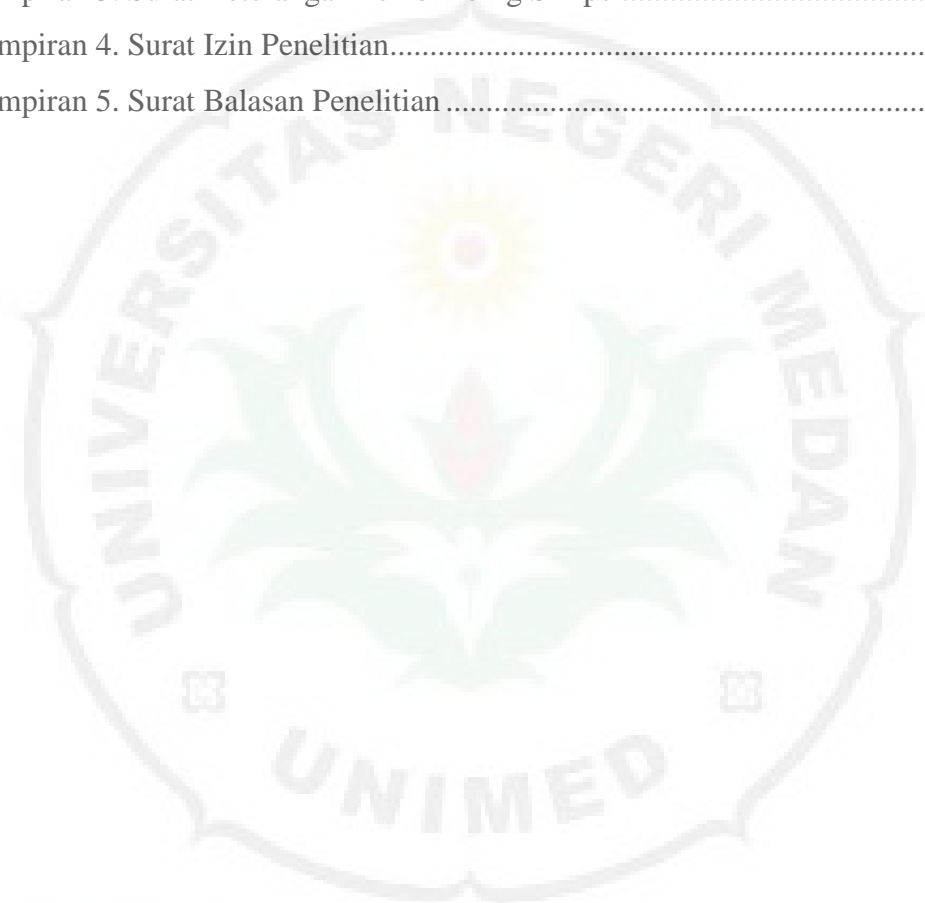 mpiran 4. Surat Izin Penelitian
mpiran 5. Surat Balasan Penelitian
UNIVERSITAS NEGERI MEDAN
UNIMED